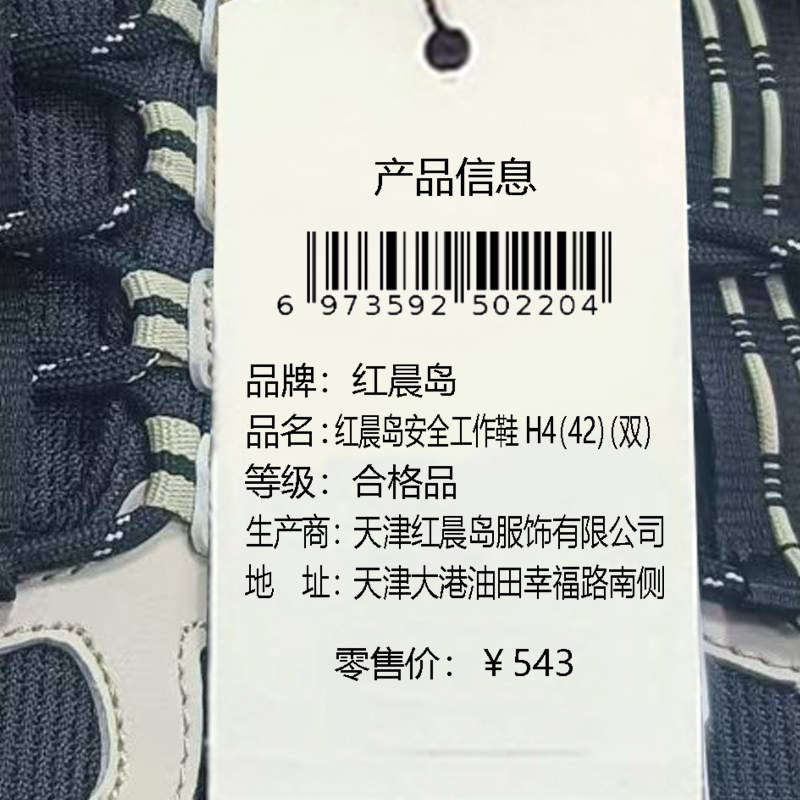 产品信息
6 973592 502204
品牌：红晨岛
品名：红晨岛安全工作鞋 H4(42)(双)
等级：合格品
生产商：天津红晨岛服饰有限公司
地 址：天津大港油田幸福路南侧
零售价：￥543